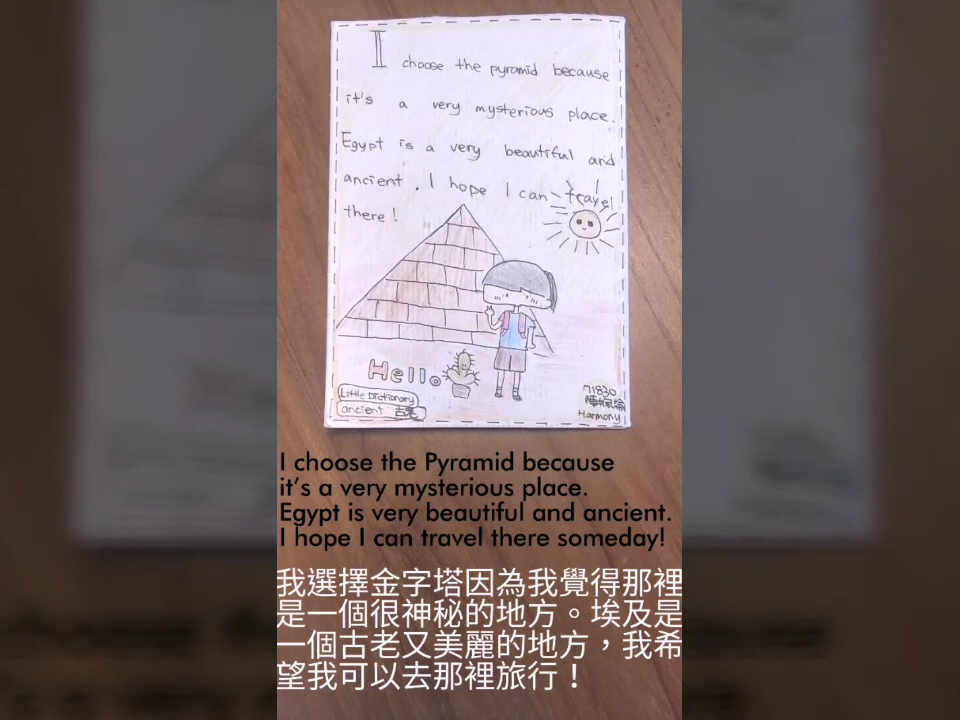 I choose the pyramid because
it's a very mysterious place.
Egypt is a very beautiful and
ancient. I hope I can travel
there!
Hello
Little Dictionary
ancient 古老
71830
Harmony
I choose the Pyramid because
it's a very mysterious place.
Egypt is very beautiful and ancient.
I hope I can travel there someday!
我選擇金字塔因為我覺得那裡
是一個很神秘的地方。埃及是
一個古老又美麗的地方，我希
望我可以去那裡旅行！